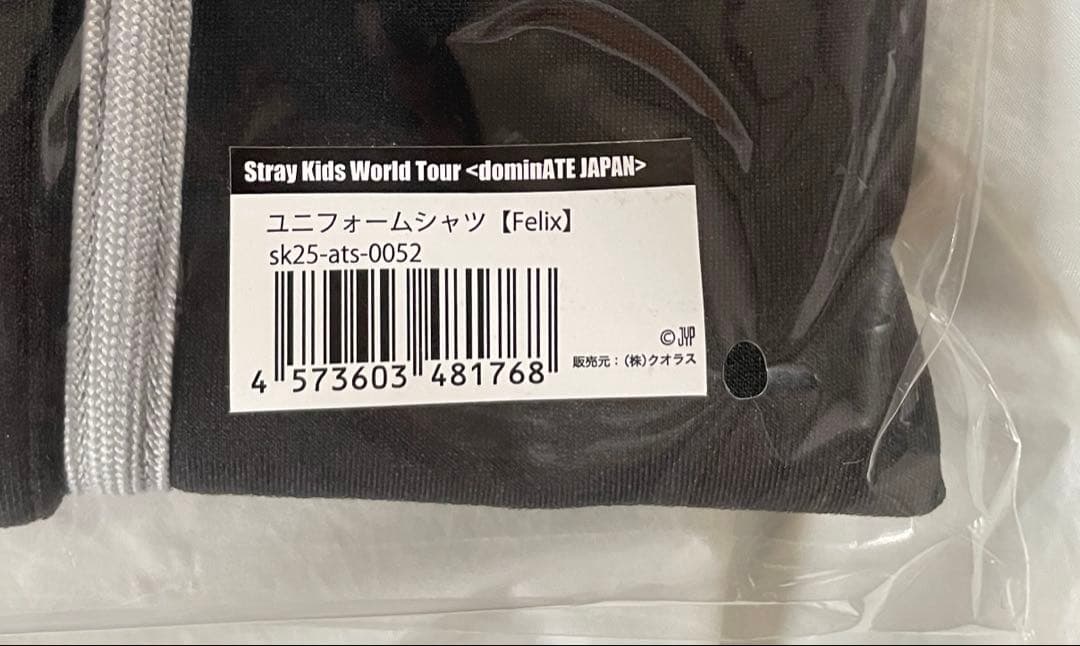 Stray Kids World Tour <dominATE JAPAN>
ユニフォームシャツ【Felix】
sk25-ats-0052
4 573603 481768
©JYP
販売元:(株)クオラス